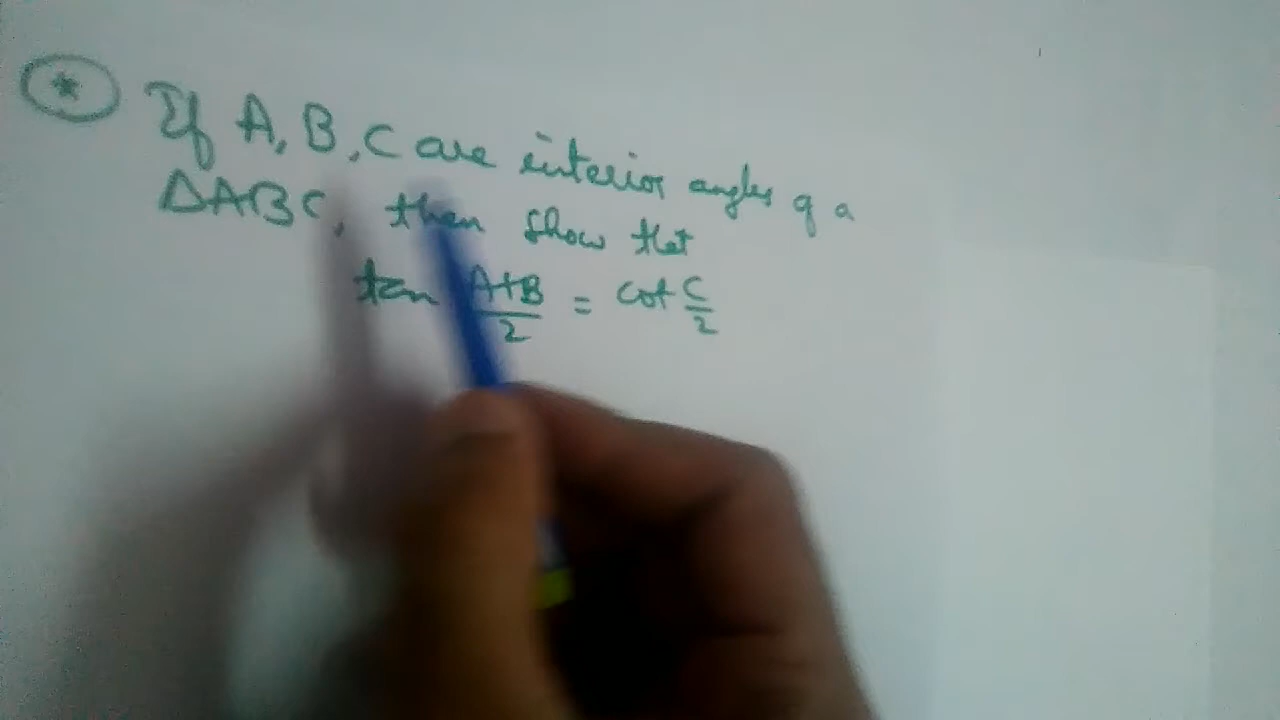 * If A, B, C are interior angles of a
ΔABC, then show that
tan A+B/2 = cot C/2